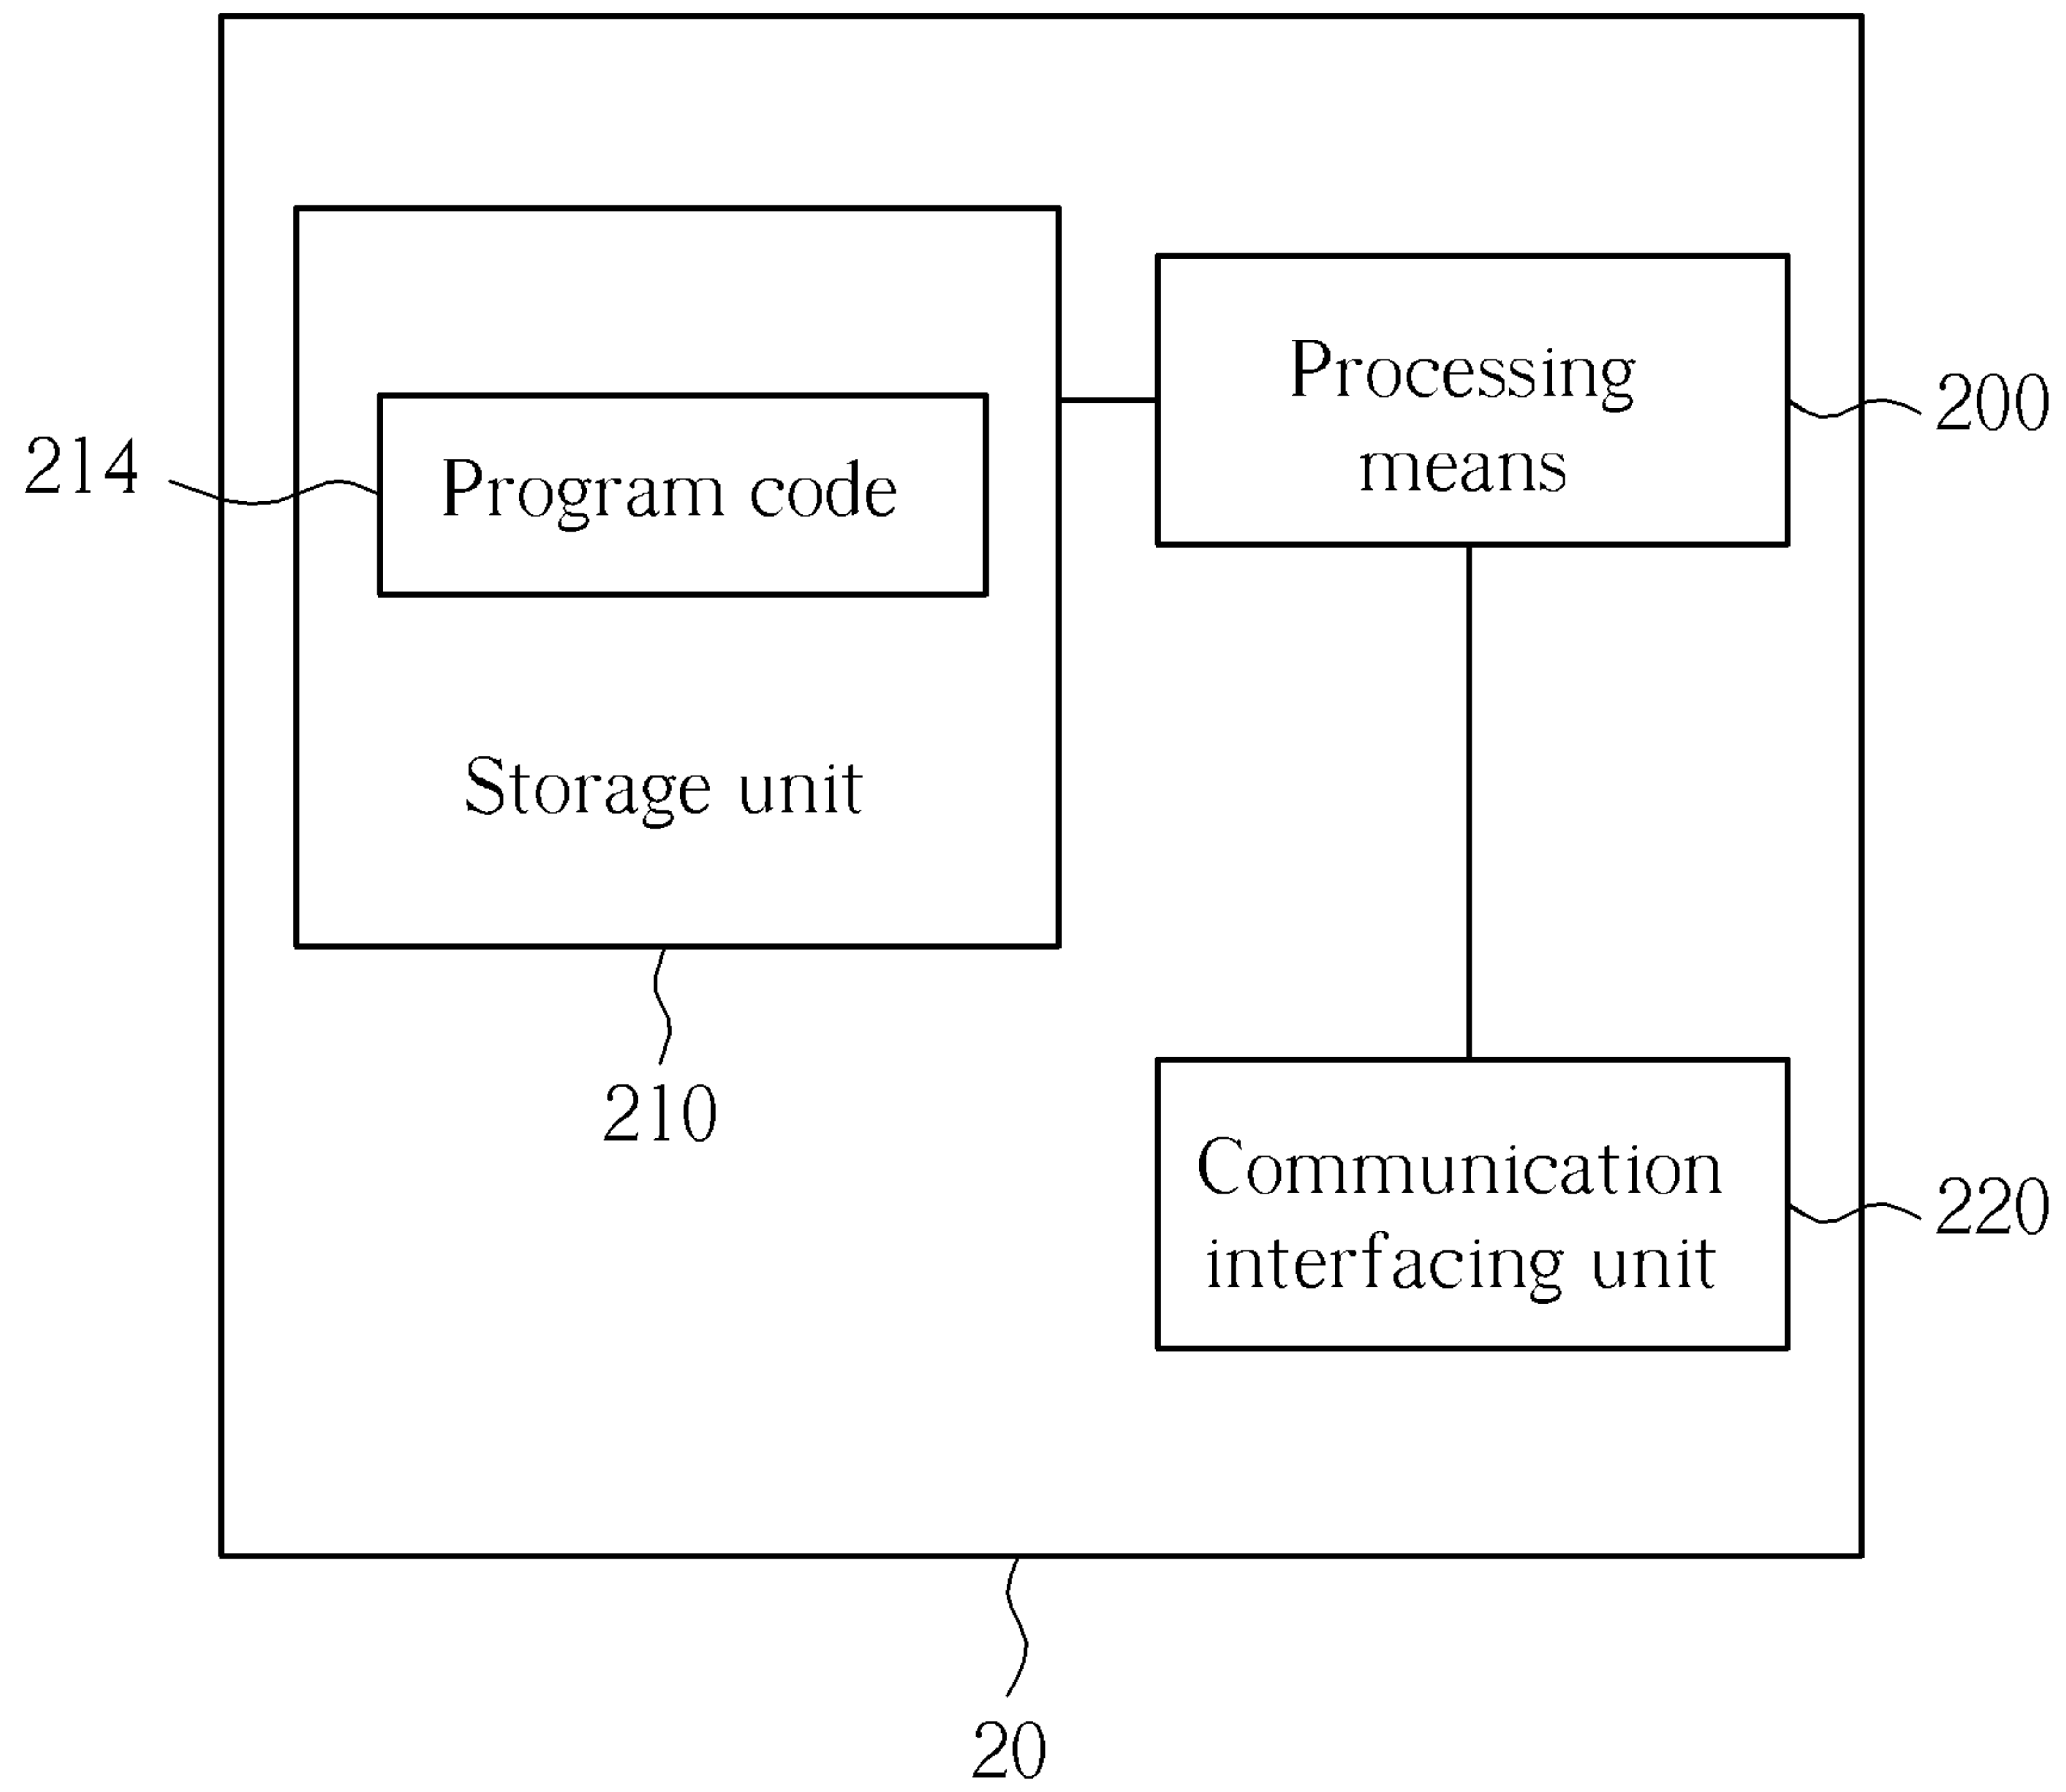 Processing
means
200
214
Program code
Storage unit
210
Communication
interfacing unit
220
20